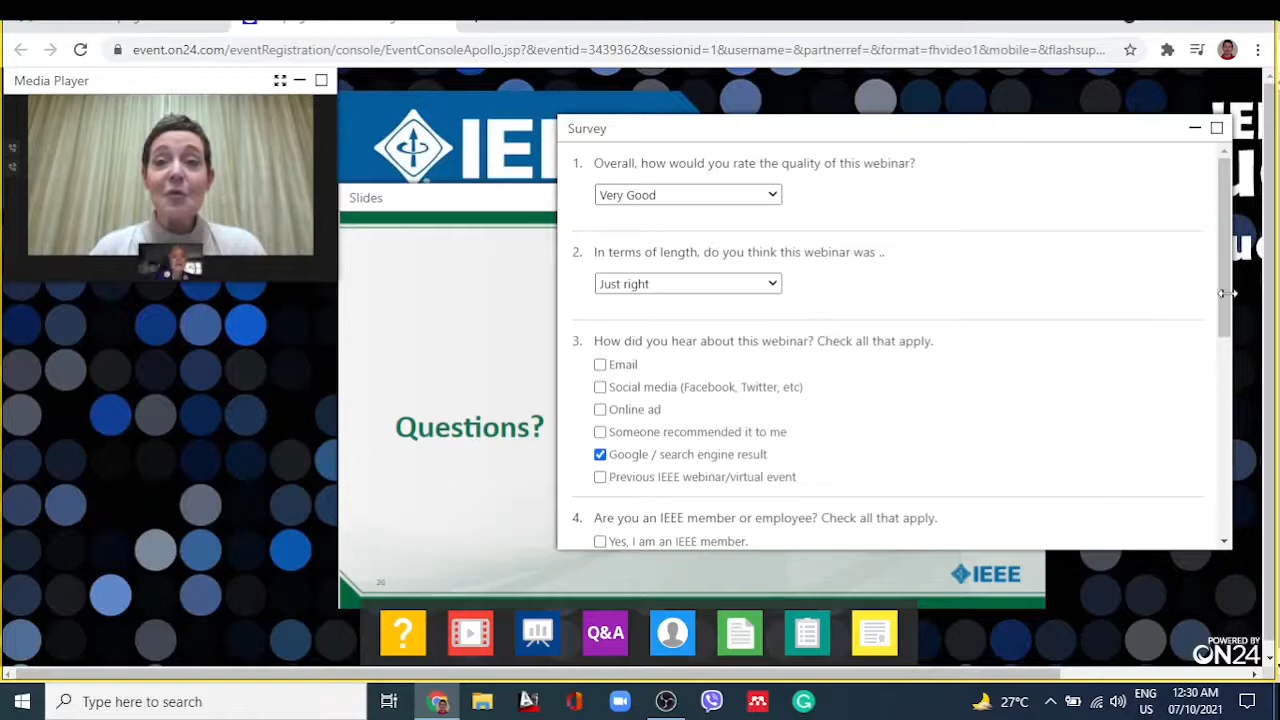 event.on24.com/eventRegistration/console/EventConsoleApollo.jsp?&eventid=3439362&sessionid=1&username=&partnerref=&format=fhvideo1&mobile=&flashsup...
Media Player
IEE
Slides
Questions?
20
IEEE
Survey
1. Overall, how would you rate the quality of this webinar?
Very Good
2. In terms of length, do you think this webinar was ..
Just right
3. How did you hear about this webinar? Check all that apply.
Email
Social media (Facebook, Twitter, etc)
Online ad
Someone recommended it to me
Google / search engine result
Previous IEEE webinar/virtual event
4. Are you an IEEE member or employee? Check all that apply.
Yes, I am an IEEE member.
?
Q&A
POWERED BY
ON24
Type here to search
27°C
ENG
IN
12:30 AM
07/10/2021